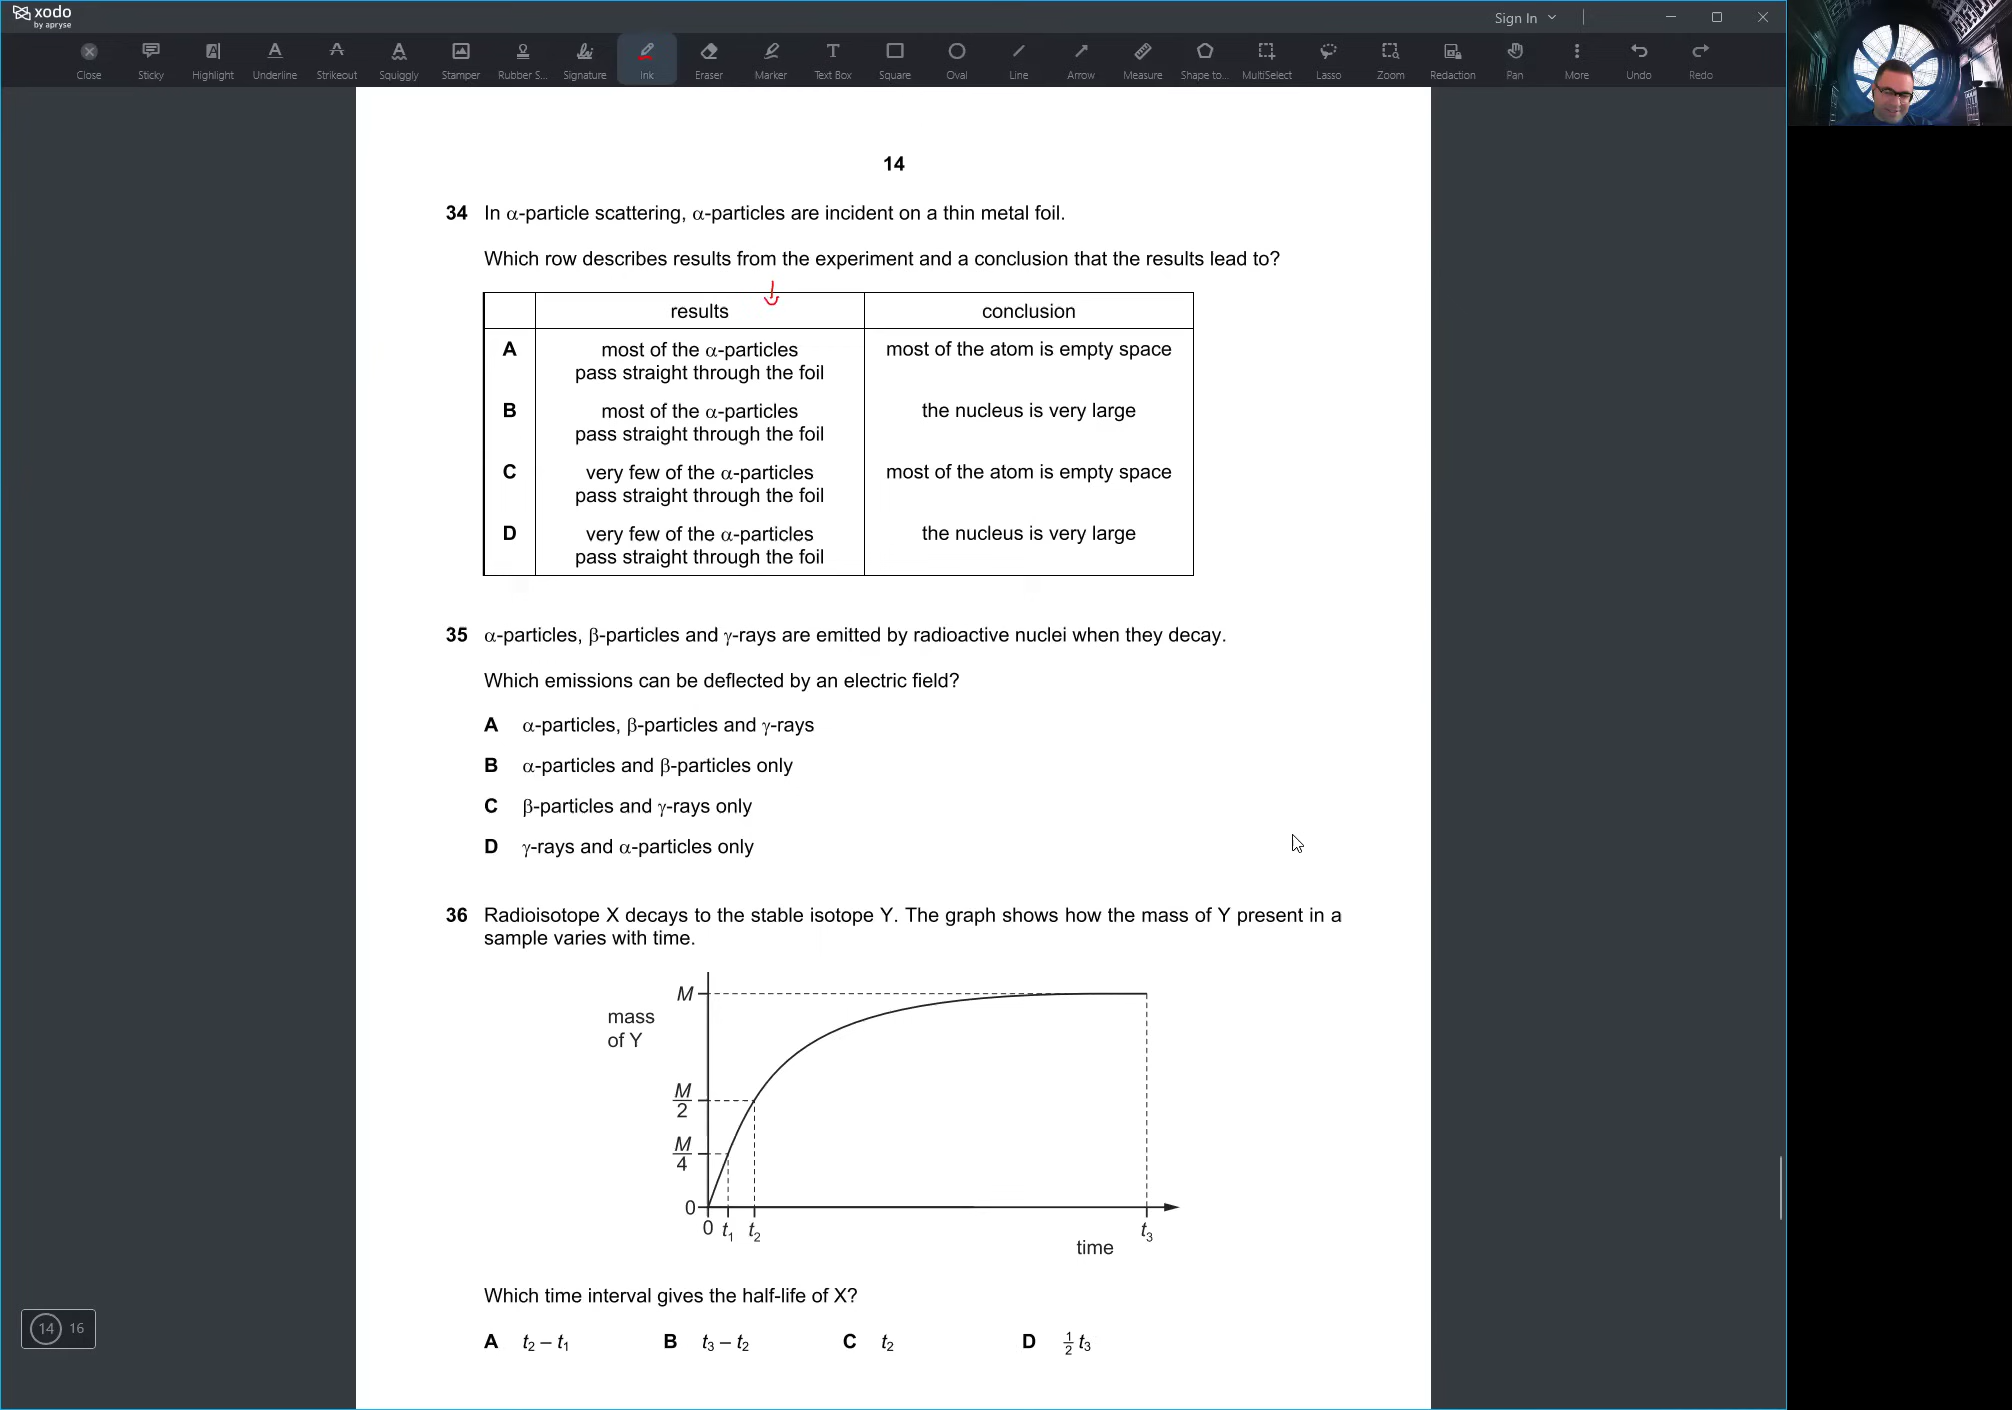 xodo
by apryse
Sign In
Close Sticky Highlight Underline Strikeout Squiggly Stamper Rubber S... Signature Ink Eraser Marker Text Box Square Oval Line Arrow Measure Shape to... MultiSelect Lasso Zoom Redaction Pan More Undo Redo
14
34 In α-particle scattering, α-particles are incident on a thin metal foil.
Which row describes results from the experiment and a conclusion that the results lead to?
results conclusion
A most of the α-particles most of the atom is empty space
pass straight through the foil
B most of the α-particles the nucleus is very large
pass straight through the foil
C very few of the α-particles most of the atom is empty space
pass straight through the foil
D very few of the α-particles the nucleus is very large
pass straight through the foil
35 α-particles, β-particles and γ-rays are emitted by radioactive nuclei when they decay.
Which emissions can be deflected by an electric field?
A α-particles, β-particles and γ-rays
B α-particles and β-particles only
C β-particles and γ-rays only
D γ-rays and α-particles only
36 Radioisotope X decays to the stable isotope Y. The graph shows how the mass of Y present in a
sample varies with time.
M
mass
of Y
M/2
M/4
0
0 t₁ t₂ t₃
time
Which time interval gives the half-life of X?
A t₂ – t₁ B t₃ – t₂ C t₂ D ½ t₃
14 16